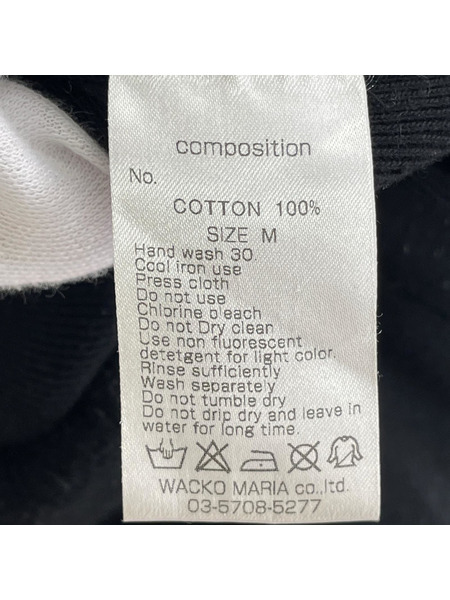 composition
No.
COTTON 100%
SIZE M
Hand wash 30.
Cool iron use
Press cloth
Do not use
Chlorine bleach
Do not Dry clean
Use non fluorescent
detetgent for light color.
Rinse sufficiently
Wash separately
Do not tumble dry
Do not drip dry and leave in
water for long time.
WACKO MARIA co.,ltd.
03-5708-5277